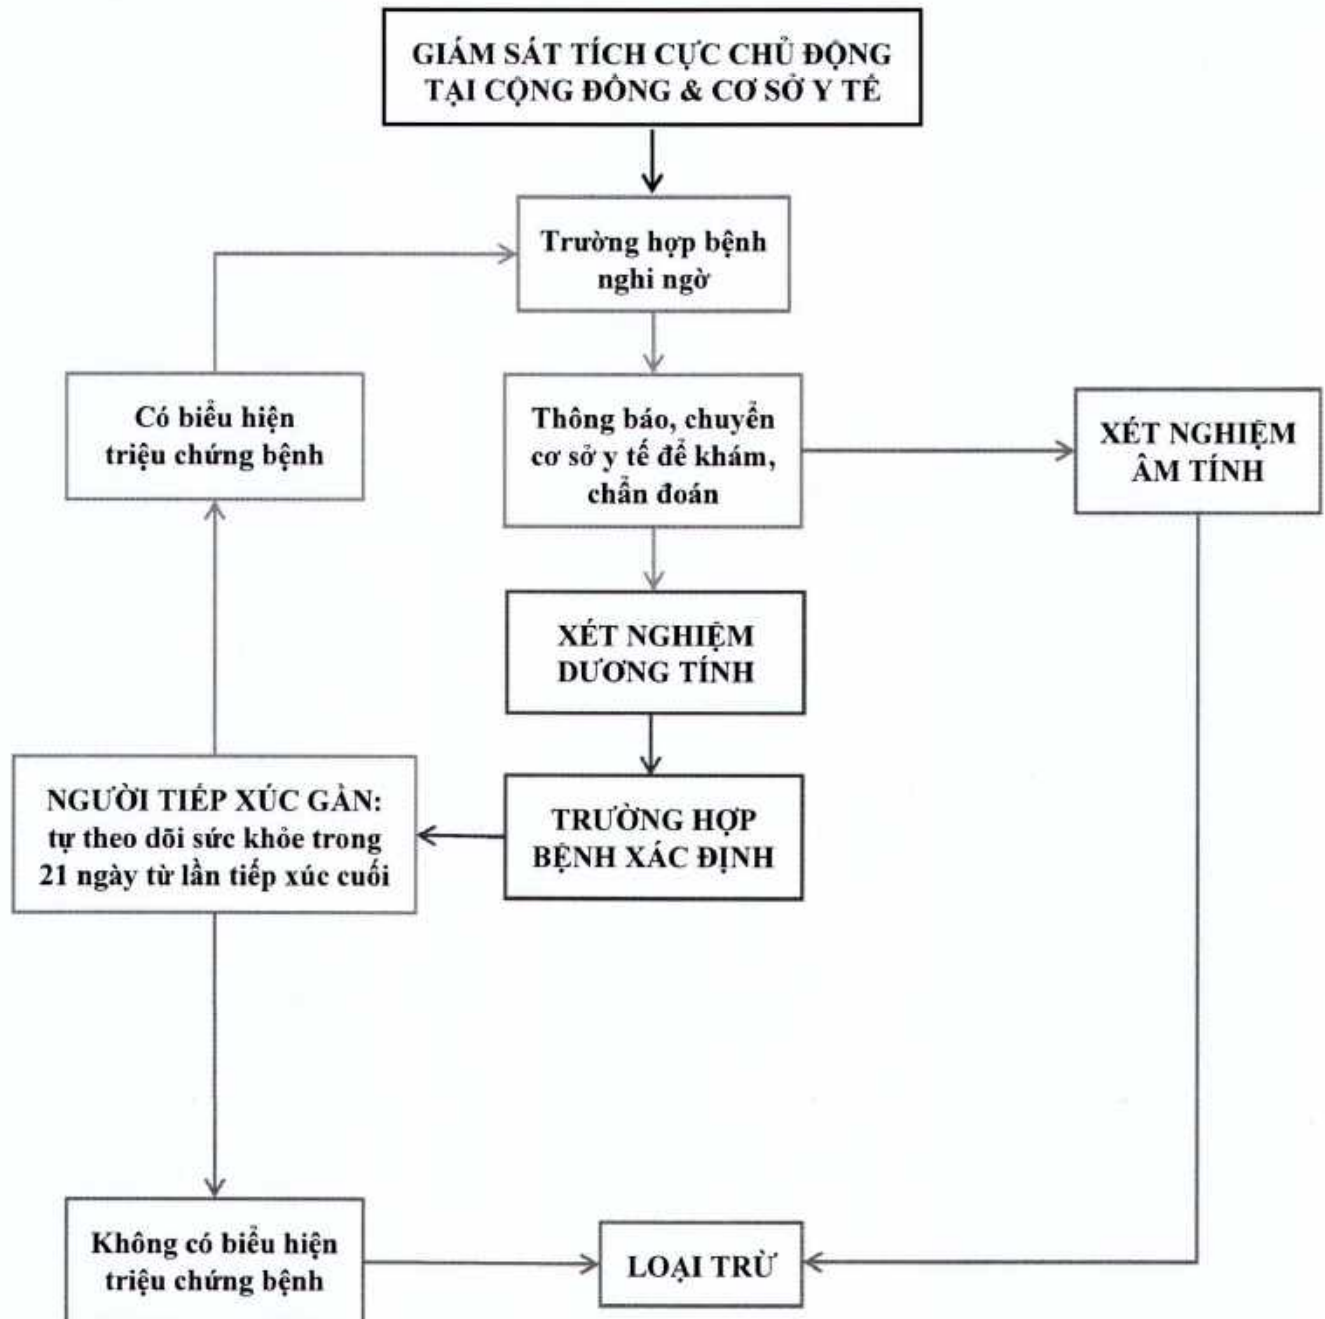 GIÁM SÁT TÍCH CỰC CHỦ ĐỘNG
TẠI CỘNG ĐỒNG & CƠ SỞ Y TẾ
Trường hợp bệnh
nghi ngờ
Có biểu hiện
triệu chứng bệnh
Thông báo, chuyển
cơ sở y tế để khám,
chẩn đoán
XÉT NGHIỆM
ÂM TÍNH
XÉT NGHIỆM
DƯƠNG TÍNH
NGƯỜI TIẾP XÚC GẦN:
tự theo dõi sức khỏe trong
21 ngày từ lần tiếp xúc cuối
TRƯỜNG HỢP
BỆNH XÁC ĐỊNH
Không có biểu hiện
triệu chứng bệnh
LOẠI TRỪ